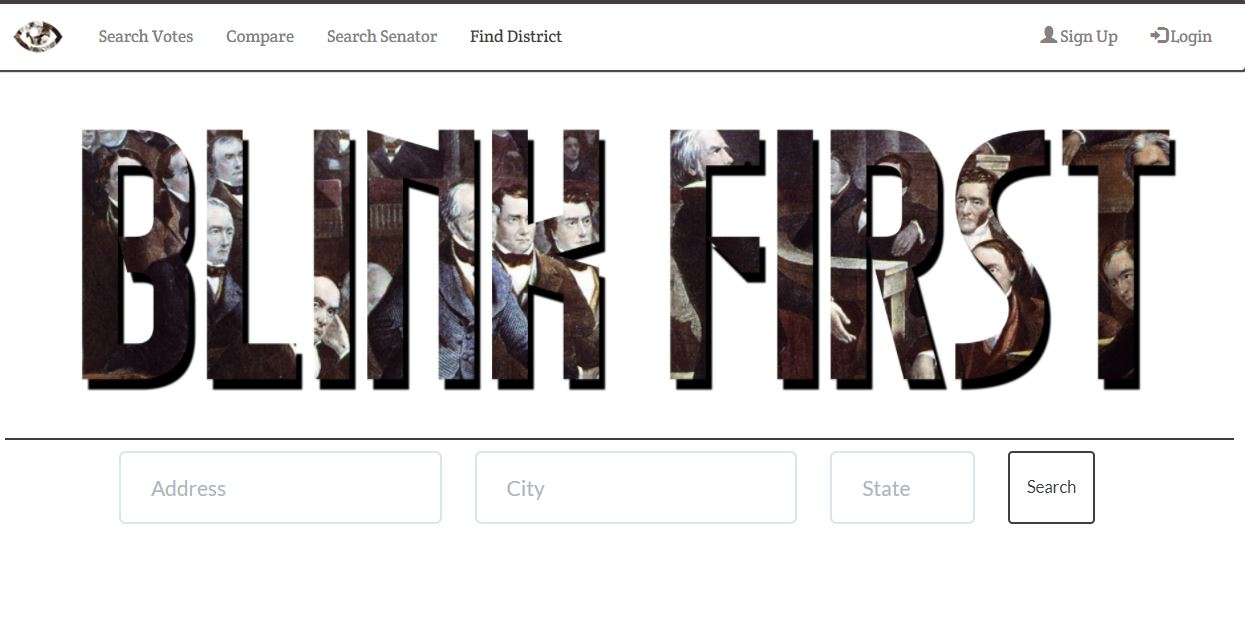 Search Votes Compare Search Senator Find District Sign Up Login
BLINK FIRST
Address City State Search